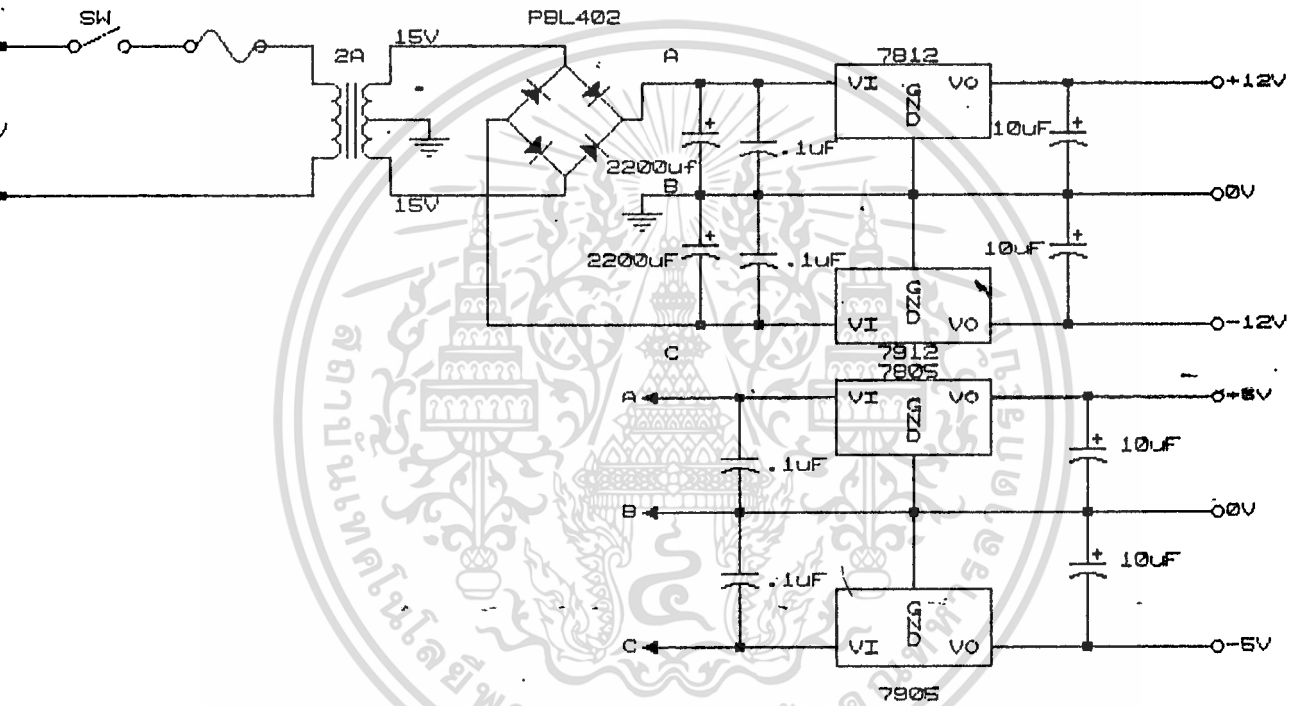 SW
PBL402
15V
2A
A
7812
VI
VO
GND
+12V
10uF
+
+
.1uF
2200uf
B
0V
15V
+
+
10uF
2200uF
.1uF
GND
VI
VO
-12V
7912
C
7805
A
VI
VO
GND
+5V
+
10uF
.1uF
B
0V
+
10uF
.1uF
GND
C
VI
VO
-5V
7905